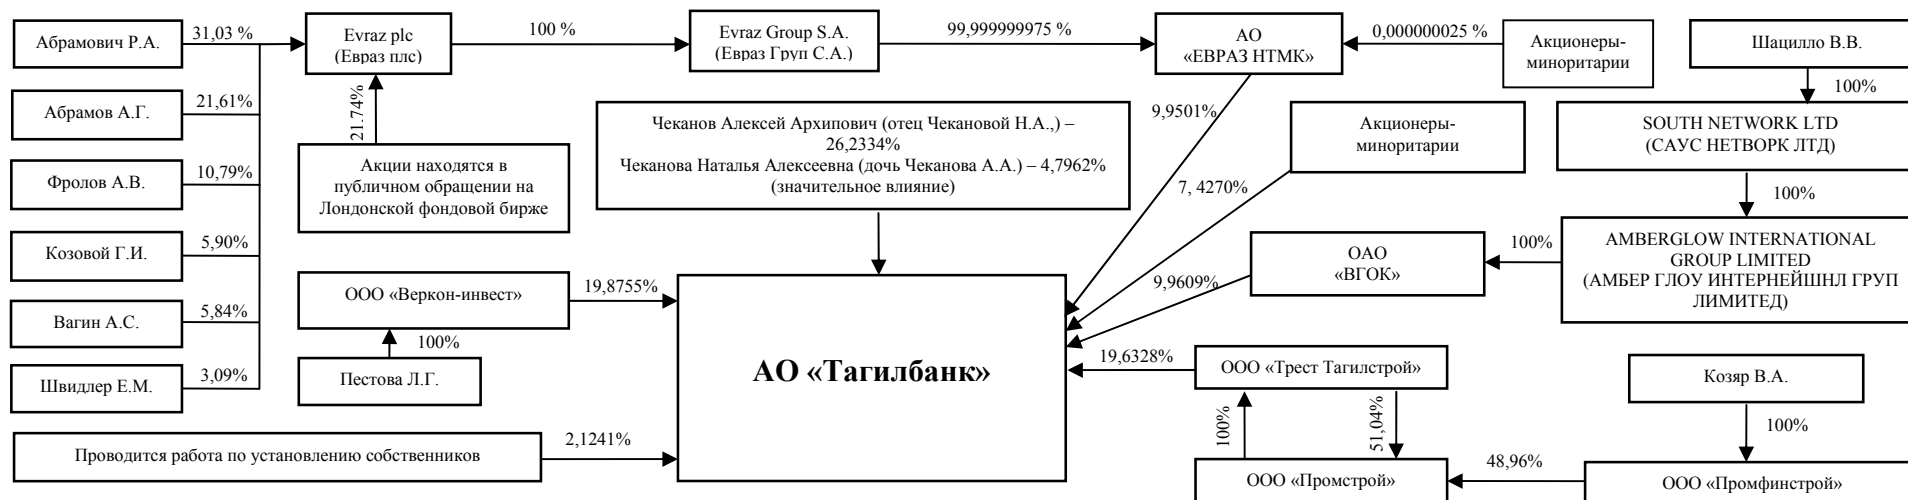 Абрамович Р.А.
31,03 %
Evraz plc
(Евраз плс)
100 %
Evraz Group S.A.
(Евраз Груп С.А.)
99,999999975 %
АО
«ЕВРАЗ НТМК»
0,000000025 %
Акционеры-
миноритарии
Шацилло В.В.
100%
Абрамов А.Г.
21,61%
21.74%
Чеканов Алексей Архипович (отец Чекановой Н.А.,) –
26,2334%
Чеканова Наталья Алексеевна (дочь Чеканова А.А.) – 4,7962%
(значительное влияние)
9,9501%
Акционеры-
миноритарии
SOUTH NETWORK LTD
(САУС НЕТВОРК ЛТД)
Фролов А.В.
10,79%
Акции находятся в
публичном обращении на
Лондонской фондовой бирже
7, 4270%
100%
Козовой Г.И.
5,90%
ОАО
«ВГОК»
100%
AMBERGLOW INTERNATIONAL
GROUP LIMITED
(АМБЕР ГЛОУ ИНТЕРНЕЙШНЛ ГРУП
ЛИМИТЕД)
9,9609%
ООО «Веркон-инвест»
19,8755%
Вагин А.С.
5,84%
100%
Пестова Л.Г.
АО «Тагилбанк»
19,6328%
ООО «Трест Тагилстрой»
Козяр В.А.
Швидлер Е.М.
3,09%
100%
51,04%
100%
Проводится работа по установлению собственников
2,1241%
ООО «Промстрой»
48,96%
ООО «Промфинстрой»